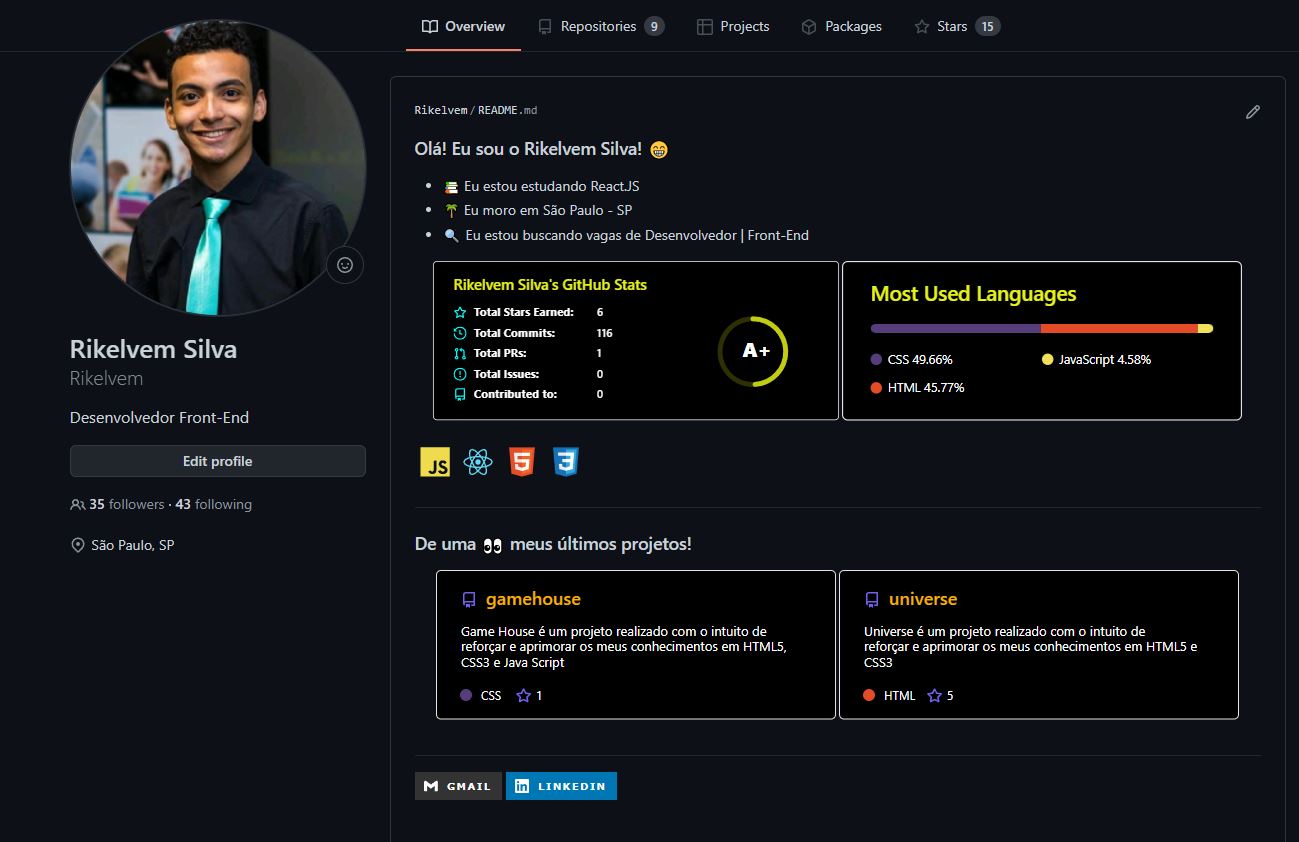 Overview Repositories 9 Projects Packages Stars 15
Rikelvem Silva
Rikelvem
Desenvolvedor Front-End
Edit profile
35 followers · 43 following
São Paulo, SP
Rikelvem / README.md
Olá! Eu sou o Rikelvem Silva! 😁
• 📚 Eu estou estudando ReactJS
• 🌴 Eu moro em São Paulo - SP
• 🔍 Eu estou buscando vagas de Desenvolvedor | Front-End
Rikelvem Silva's GitHub Stats
Total Stars Earned: 6
Total Commits: 116
Total PRs: 1
Total Issues: 0
Contributed to: 0
A+
Most Used Languages
CSS 49.66% JavaScript 4.58%
HTML 45.77%
JS 5 3
De uma 👀 meus últimos projetos!
gamehouse
Game House é um projeto realizado com o intuito de
reforçar e aprimorar os meus conhecimentos em HTML5,
CSS3 e Java Script
CSS 1
universe
Universe é um projeto realizado com o intuito de
reforçar e aprimorar os meus conhecimentos em HTML5 e
CSS3
HTML 5
GMAIL LINKEDIN